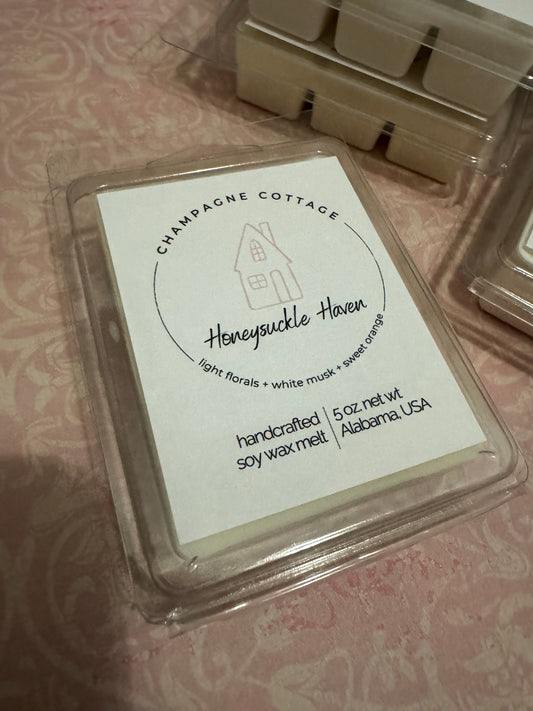 CHAMPAGNE COTTAGE
Honeysuckle Haven
light florals + white musk + sweet orange
handcrafted
soy wax melt
5 oz. net wt
Alabama, USA